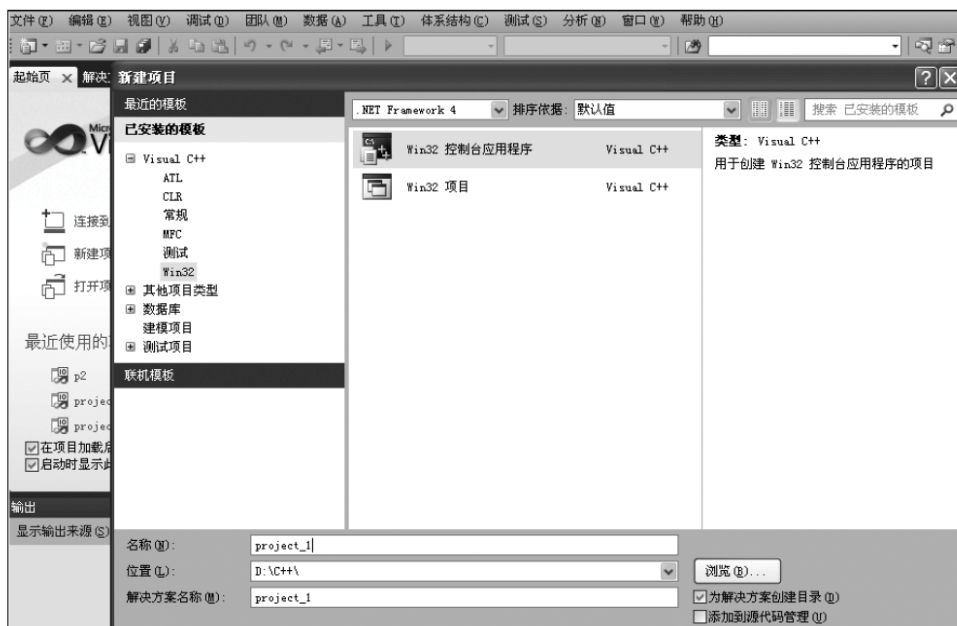 文件(F) 编辑(E) 视图(V) 调试(D) 团队(M) 数据(A) 工具(T) 体系结构(C) 测试(S) 分析(N) 窗口(W) 帮助(H)
起始页 解决
新建项目
最近的模板
.NET Framework 4 排序依据: 默认值 搜索 已安装的模板
已安装的模板
Visual C++
ATL
CLR
常规
MFC
测试
Win32
其他项目类型
数据库
建模项目
测试项目
联机模板
Win32 控制台应用程序 Visual C++
Win32 项目 Visual C++
类型: Visual C++
用于创建 Win32 控制台应用程序的项目
连接到
新建项
打开项
最近使用的
p2
projec
projec
在项目加载后
启动时显示此
输出
显示输出来源(S)
名称(N): project_1
位置(L): D:\C++\ 浏览(B)...
解决方案名称(M): project_1
为解决方案创建目录(D)
添加到源代码管理(U)